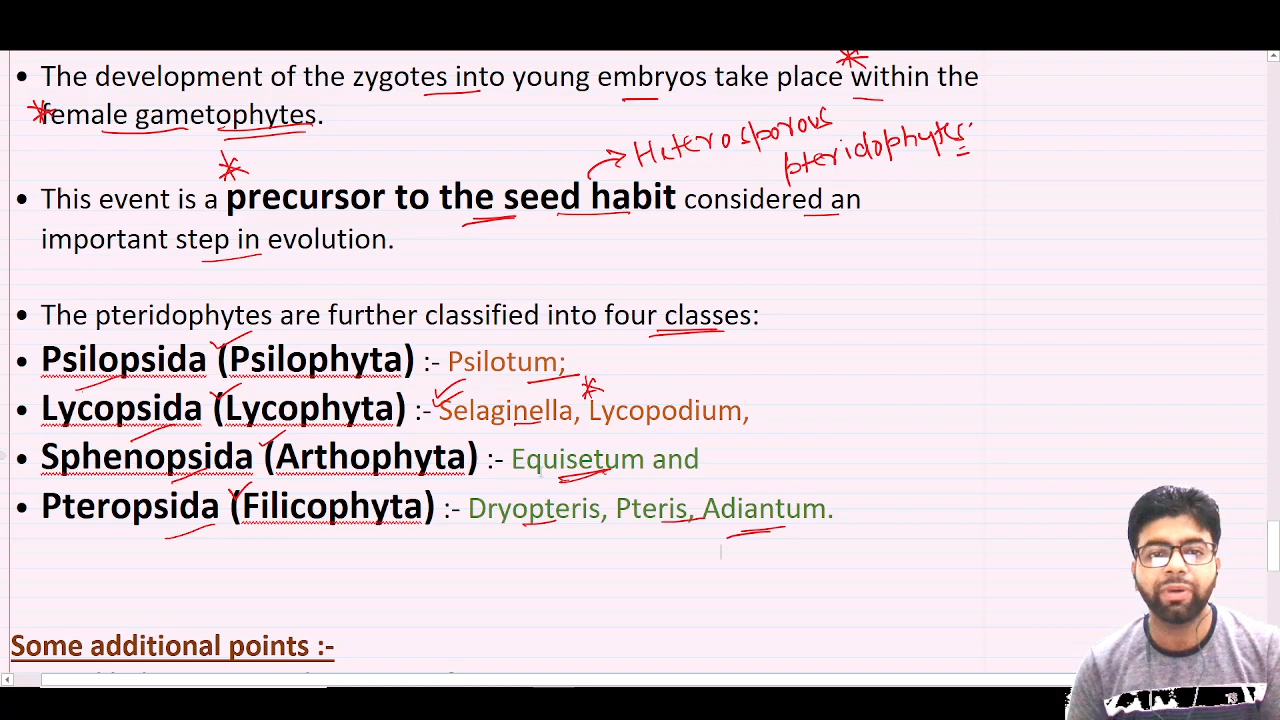 • The development of the zygotes into young embryos take place within the
female gametophytes.
Heterosporous
pteridophytes.
• This event is a precursor to the seed habit considered an
important step in evolution.
• The pteridophytes are further classified into four classes:
• Psilopsida (Psilophyta) :- Psilotum;
• Lycopsida (Lycophyta) :- Selaginella, Lycopodium,
• Sphenopsida (Arthophyta) :- Equisetum and
• Pteropsida (Filicophyta) :- Dryopteris, Pteris, Adiantum.
Some additional points :-